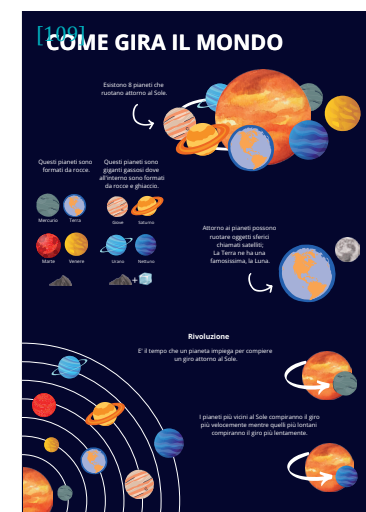 [109]
COME GIRA IL MONDO
Esistono 8 pianeti che
ruotano attorno al Sole.
Questi pianeti sono
formati da rocce.
Questi pianeti sono
giganti gassosi dove
all'interno sono formati
da rocce e ghiaccio.
Mercurio
Terra
Giove
Saturno
Marte
Venere
Urano
Nettuno
+
Attorno ai pianeti possono
ruotare oggetti sferici
chiamati satelliti;
La Terra ne ha una
famosissima, la Luna.
Rivoluzione
E' il tempo che un pianeta impiega per compiere
un giro attorno al Sole.
I pianeti più vicini al Sole compiranno il giro
più velocemente mentre quelli più lontani
compiranno il giro più lentamente.